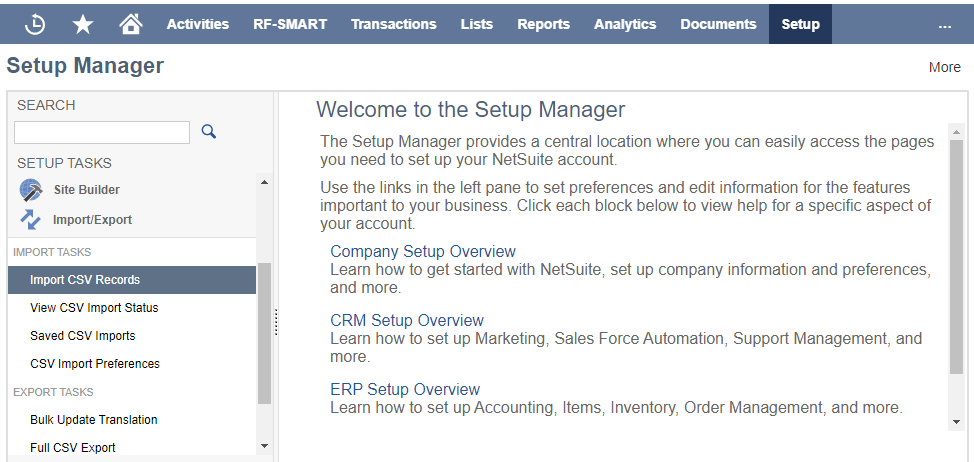 Activities RF-SMART Transactions Lists Reports Analytics Documents Setup ...
Setup Manager
More
SEARCH
SETUP TASKS
Site Builder
Import/Export
IMPORT TASKS
Import CSV Records
View CSV Import Status
Saved CSV Imports
CSV Import Preferences
EXPORT TASKS
Bulk Update Translation
Full CSV Export
Welcome to the Setup Manager
The Setup Manager provides a central location where you can easily access the pages
you need to set up your NetSuite account.
Use the links in the left pane to set preferences and edit information for the features
important to your business. Click each block below to view help for a specific aspect of
your account.
Company Setup Overview
Learn how to get started with NetSuite, set up company information and preferences,
and more.
CRM Setup Overview
Learn how to set up Marketing, Sales Force Automation, Support Management, and
more.
ERP Setup Overview
Learn how to set up Accounting, Items, Inventory, Order Management, and more.